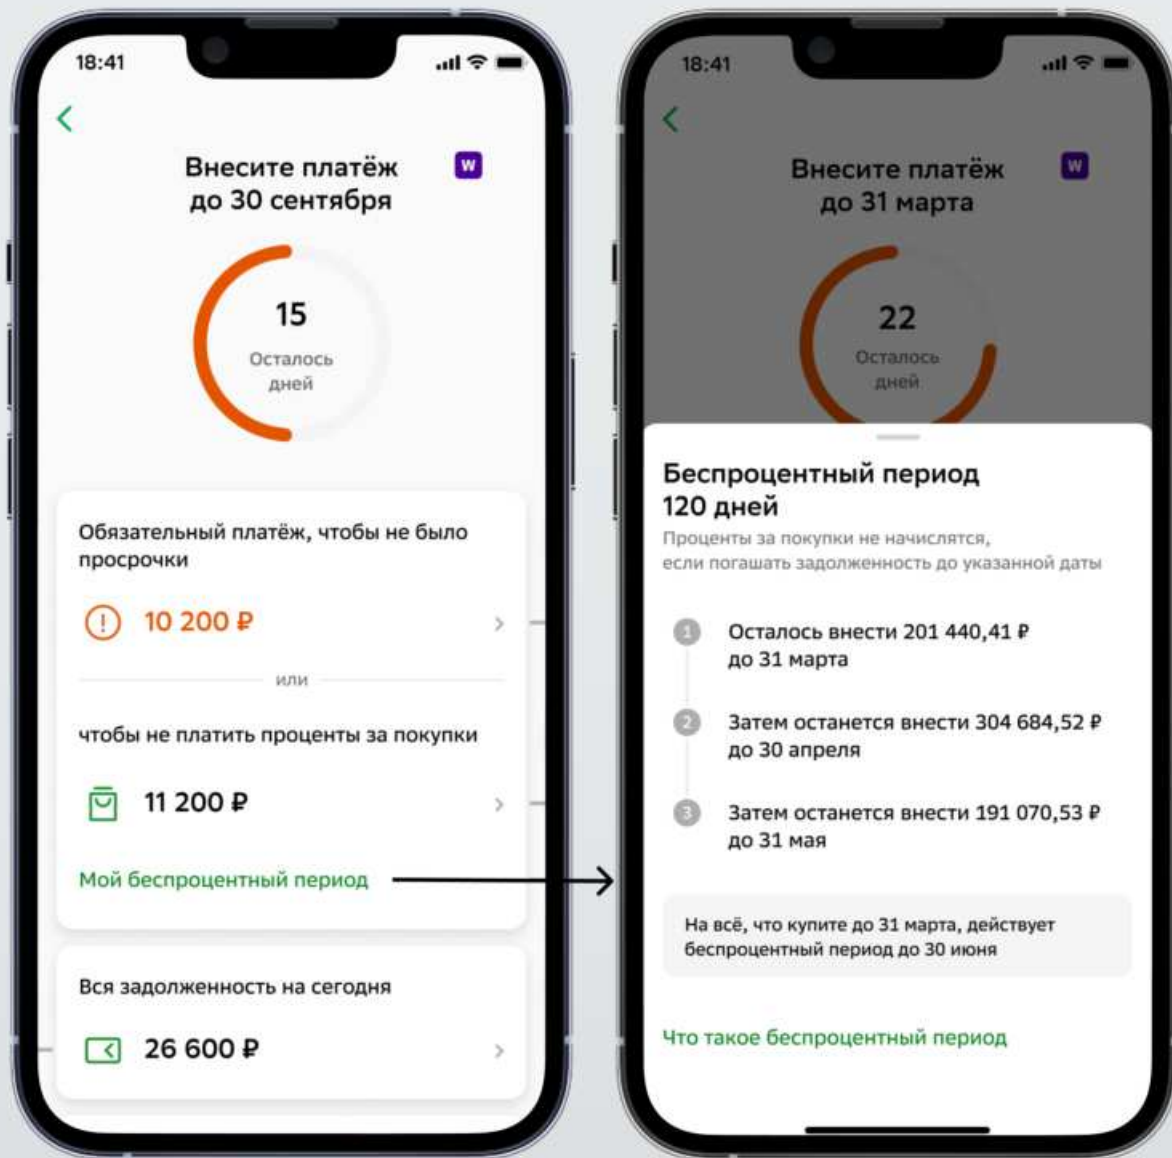 18:41
Внесите платёж
до 30 сентября
W
15
Осталось
дней
Обязательный платёж, чтобы не было
просрочки
10 200 ₽
или
чтобы не платить проценты за покупки
11 200 ₽
Мой беспроцентный период
Вся задолженность на сегодня
26 600 ₽
18:41
Внесите платёж
до 31 марта
W
22
Осталось
дней
Беспроцентный период
120 дней
Проценты за покупки не начислятся,
если погашать задолженность до указанной даты
1 Осталось внести 201 440,41 ₽
до 31 марта
2 Затем останется внести 304 684,52 ₽
до 30 апреля
3 Затем останется внести 191 070,53 ₽
до 31 мая
На всё, что купите до 31 марта, действует
беспроцентный период до 30 июня
Что такое беспроцентный период